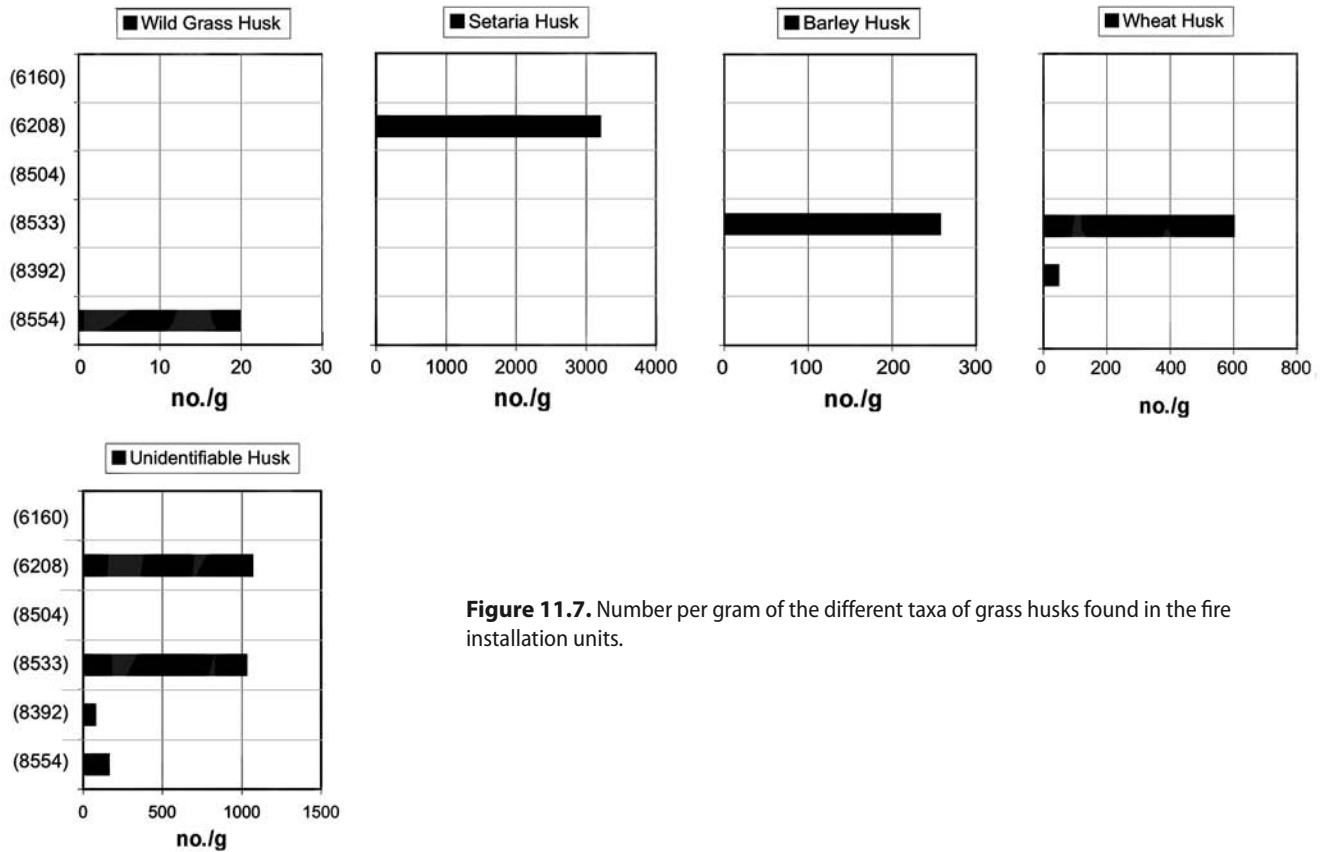 Wild Grass Husk
Setaria Husk
Barley Husk
Wheat Husk
(6160)
(6208)
(8504)
(8533)
(8392)
(8554)
0 10 20 30
no./g
0 1000 2000 3000 4000
no./g
0 100 200 300
no./g
0 200 400 600 800
no./g
Unidentifiable Husk
(6160)
(6208)
(8504)
(8533)
(8392)
(8554)
0 500 1000 1500
no./g
Figure 11.7. Number per gram of the different taxa of grass husks found in the fire
installation units.